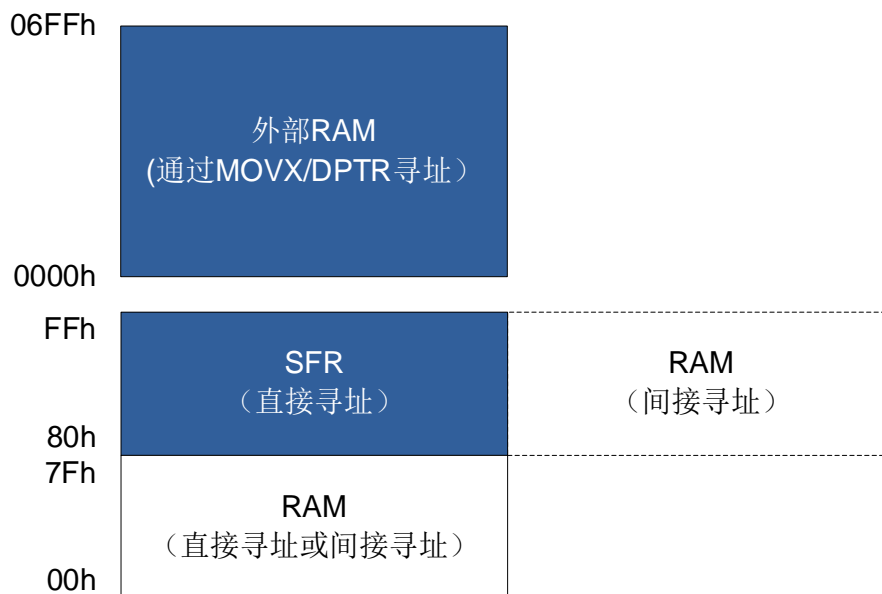 06FFh
外部RAM
(通过MOVX/DPTR寻址）
0000h
FFh
SFR
（直接寻址）
RAM
（间接寻址）
80h
7Fh
RAM
（直接寻址或间接寻址）
00h